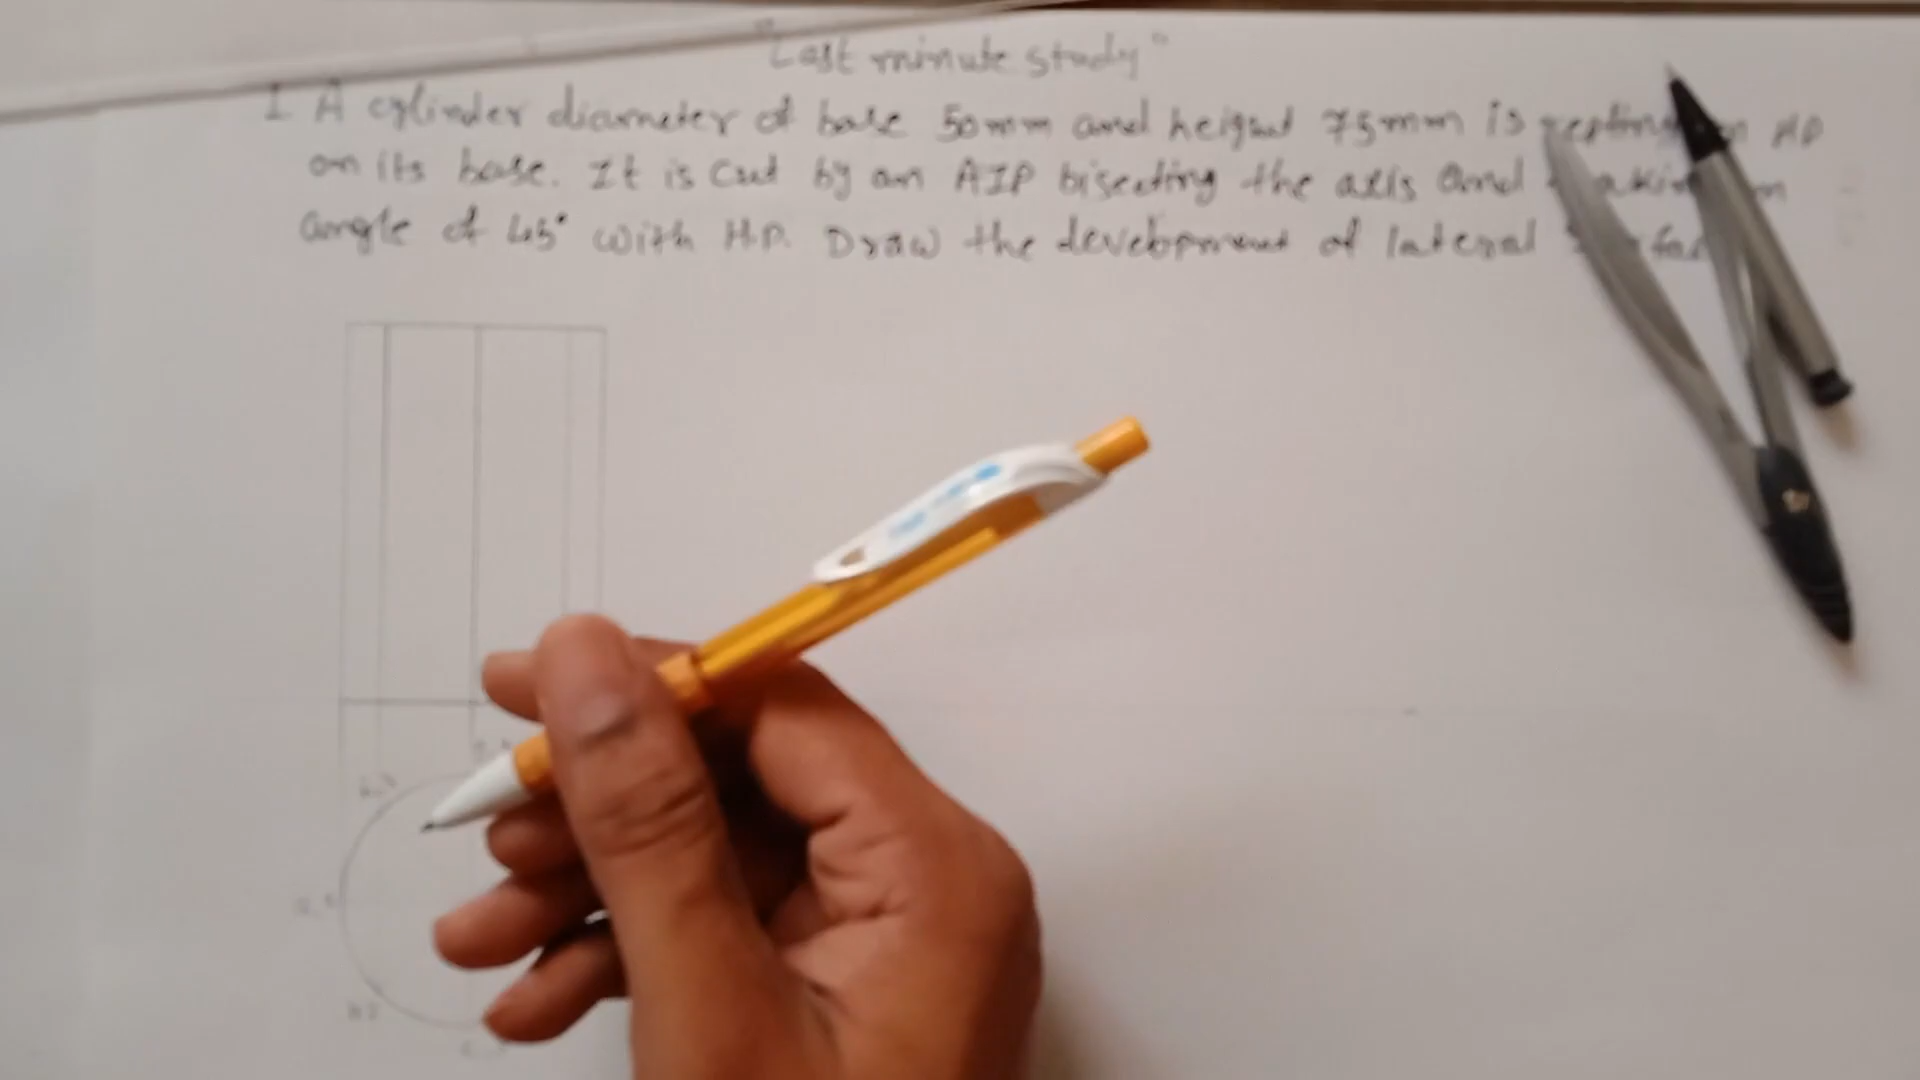 "Last minute study"
1 A cylinder diameter of base 50mm and height 75mm is resting on HP
on its base. It is cut by an AIP bisecting the axis and making an
angle of 45° with H.P. Draw the development of lateral